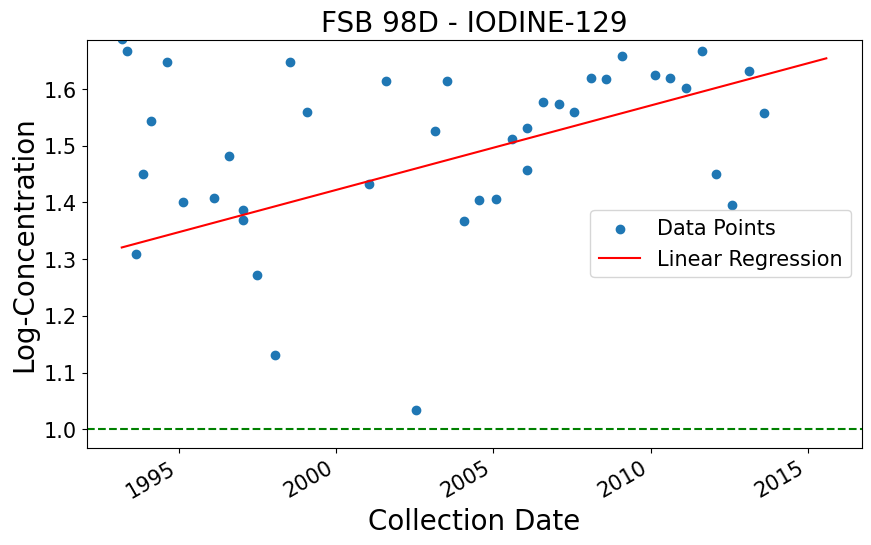 FSB 98D - IODINE-129
Log-Concentration
1.6
1.5
1.4
1.3
1.2
1.1
1.0
Data Points
Linear Regression
1995
2000
2005
2010
2015
Collection Date